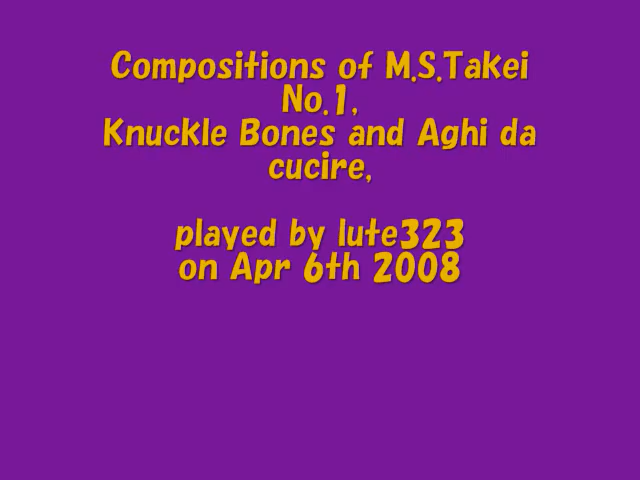 Compositions of M.S.Takei
No.1,
Knuckle Bones and Aghi da
cucire,
played by lute323
on Apr 6th 2008